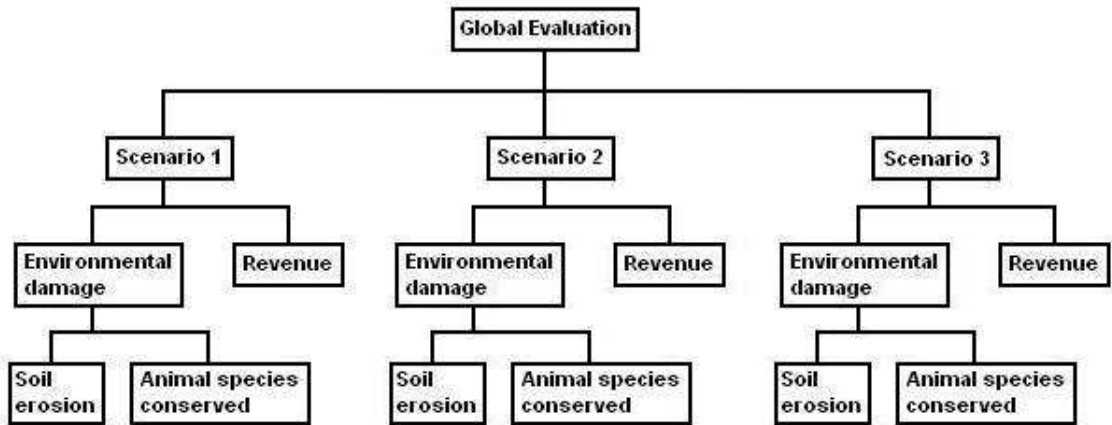 Global Evaluation
Scenario 1
Scenario 2
Scenario 3
Environmental
damage
Revenue
Environmental
damage
Revenue
Environmental
damage
Revenue
Soil
erosion
Animal species
conserved
Soil
erosion
Animal species
conserved
Soil
erosion
Animal species
conserved